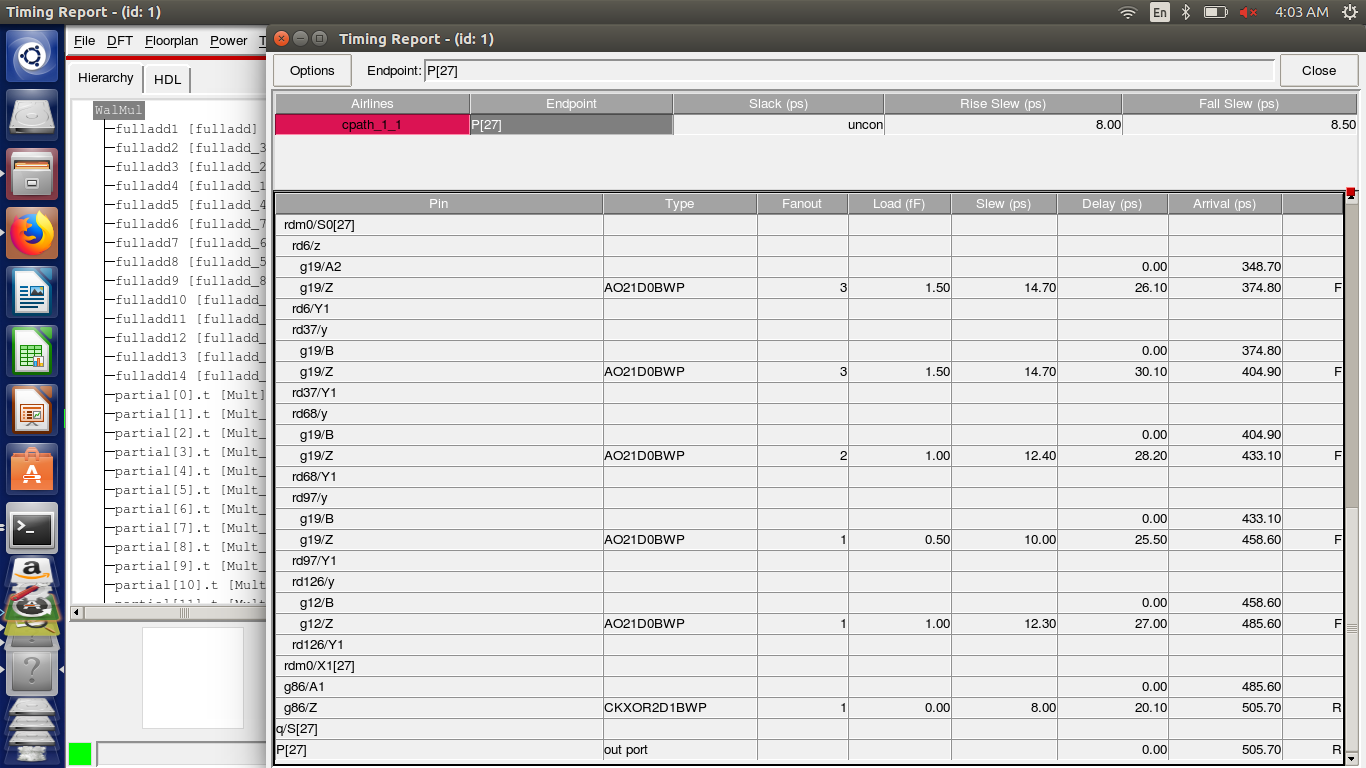 Timing Report - (id: 1) En 4:03 AM
File DFT Floorplan Power T
Hierarchy HDL
WalMul
fulladd1 [fulladd]
fulladd2 [fulladd_3
fulladd3 [fulladd_2
fulladd4 [fulladd_1
fulladd5 [fulladd_4
fulladd6 [fulladd_7
fulladd7 [fulladd_6
fulladd8 [fulladd_5
fulladd9 [fulladd_8
fulladd10 [fulladd_
fulladd11 [fulladd_
fulladd12 [fulladd_
fulladd13 [fulladd_
fulladd14 [fulladd_
partial[0].t [Mult]
partial[1].t [Mult_
partial[2].t [Mult_
partial[3].t [Mult_
partial[4].t [Mult_
partial[5].t [Mult_
partial[6].t [Mult_
partial[7].t [Mult_
partial[8].t [Mult_
partial[9].t [Mult_
partial[10].t [Mult
Timing Report - (id: 1)
Options Endpoint: P[27] Close
Airlines Endpoint Slack (ps) Rise Slew (ps) Fall Slew (ps)
cpath_1_1 P[27] uncon 8.00 8.50
Pin Type Fanout Load (fF) Slew (ps) Delay (ps) Arrival (ps)
rdm0/S0[27]
rd6/z
g19/A2 0.00 348.70
g19/Z AO21D0BWP 3 1.50 14.70 26.10 374.80 F
rd6/Y1
rd37/y
g19/B 0.00 374.80
g19/Z AO21D0BWP 3 1.50 14.70 30.10 404.90 F
rd37/Y1
rd68/y
g19/B 0.00 404.90
g19/Z AO21D0BWP 2 1.00 12.40 28.20 433.10 F
rd68/Y1
rd97/y
g19/B 0.00 433.10
g19/Z AO21D0BWP 1 0.50 10.00 25.50 458.60 F
rd97/Y1
rd126/y
g12/B 0.00 458.60
g12/Z AO21D0BWP 1 1.00 12.30 27.00 485.60 F
rd126/Y1
rdm0/X1[27]
g86/A1 0.00 485.60
g86/Z CKXOR2D1BWP 1 0.00 8.00 20.10 505.70 R
q/S[27]
P[27] out port 0.00 505.70 R